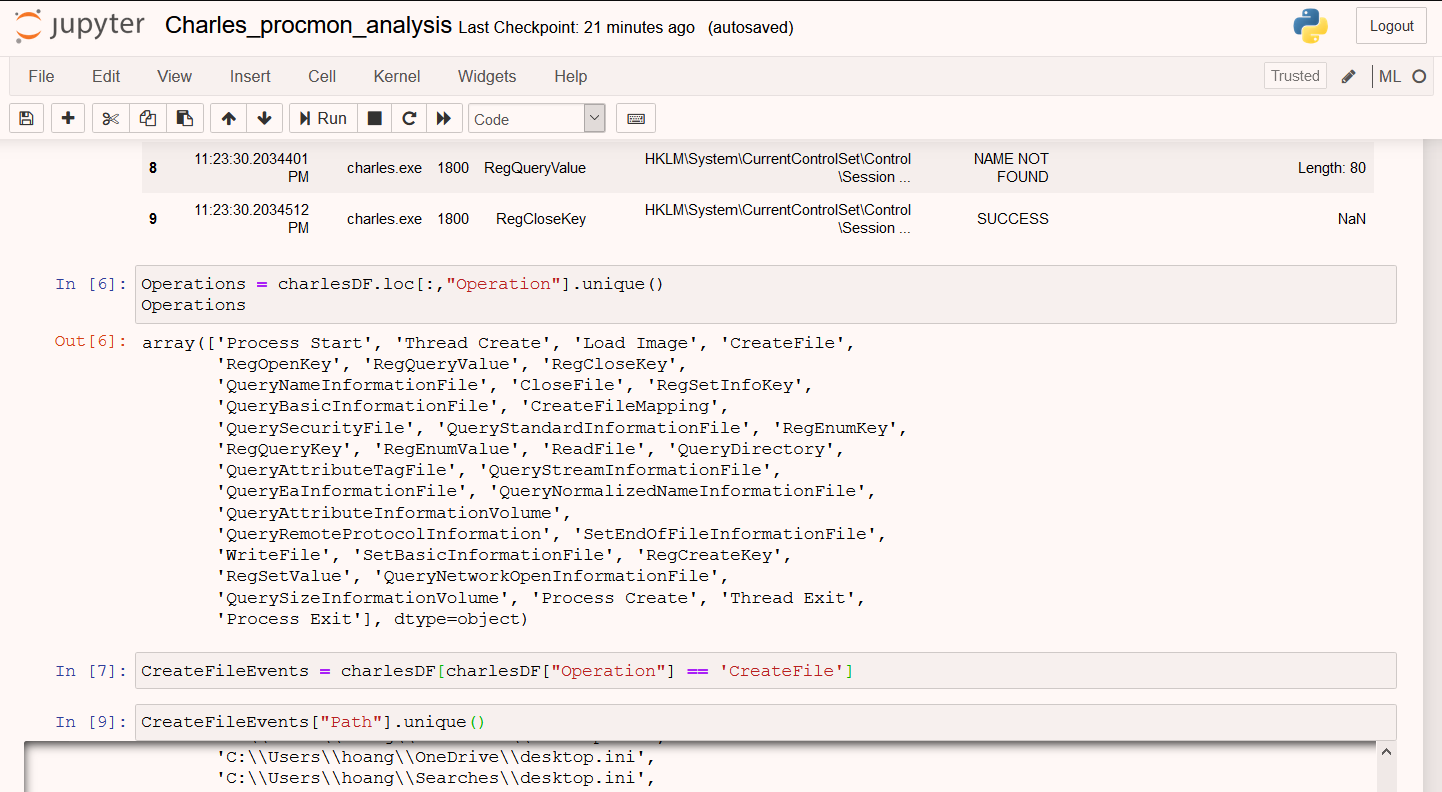 jupyter Charles_procmon_analysis Last Checkpoint: 21 minutes ago (autosaved) Logout
File Edit View Insert Cell Kernel Widgets Help Trusted ML
Run Code
8 11:23:30.2034401 PM charles.exe 1800 RegQueryValue HKLM\System\CurrentControlSet\Control\Session ... NAME NOT FOUND Length: 80
9 11:23:30.2034512 PM charles.exe 1800 RegCloseKey HKLM\System\CurrentControlSet\Control\Session ... SUCCESS NaN
In [6]: Operations = charlesDF.loc[:,"Operation"].unique()
Operations
Out[6]: array(['Process Start', 'Thread Create', 'Load Image', 'CreateFile',
'RegOpenKey', 'RegQueryValue', 'RegCloseKey',
'QueryNameInformationFile', 'CloseFile', 'RegSetInfoKey',
'QueryBasicInformationFile', 'CreateFileMapping',
'QuerySecurityFile', 'QueryStandardInformationFile', 'RegEnumKey',
'RegQueryKey', 'RegEnumValue', 'ReadFile', 'QueryDirectory',
'QueryAttributeTagFile', 'QueryStreamInformationFile',
'QueryEaInformationFile', 'QueryNormalizedNameInformationFile',
'QueryAttributeInformationVolume',
'QueryRemoteProtocolInformation', 'SetEndOfFileInformationFile',
'WriteFile', 'SetBasicInformationFile', 'RegCreateKey',
'RegSetValue', 'QueryNetworkOpenInformationFile',
'QuerySizeInformationVolume', 'Process Create', 'Thread Exit',
'Process Exit'], dtype=object)
In [7]: CreateFileEvents = charlesDF[charlesDF["Operation"] == 'CreateFile']
In [9]: CreateFileEvents["Path"].unique()
'C:\\Users\\hoang\\OneDrive\\desktop.ini',
'C:\\Users\\hoang\\Searches\\desktop.ini',